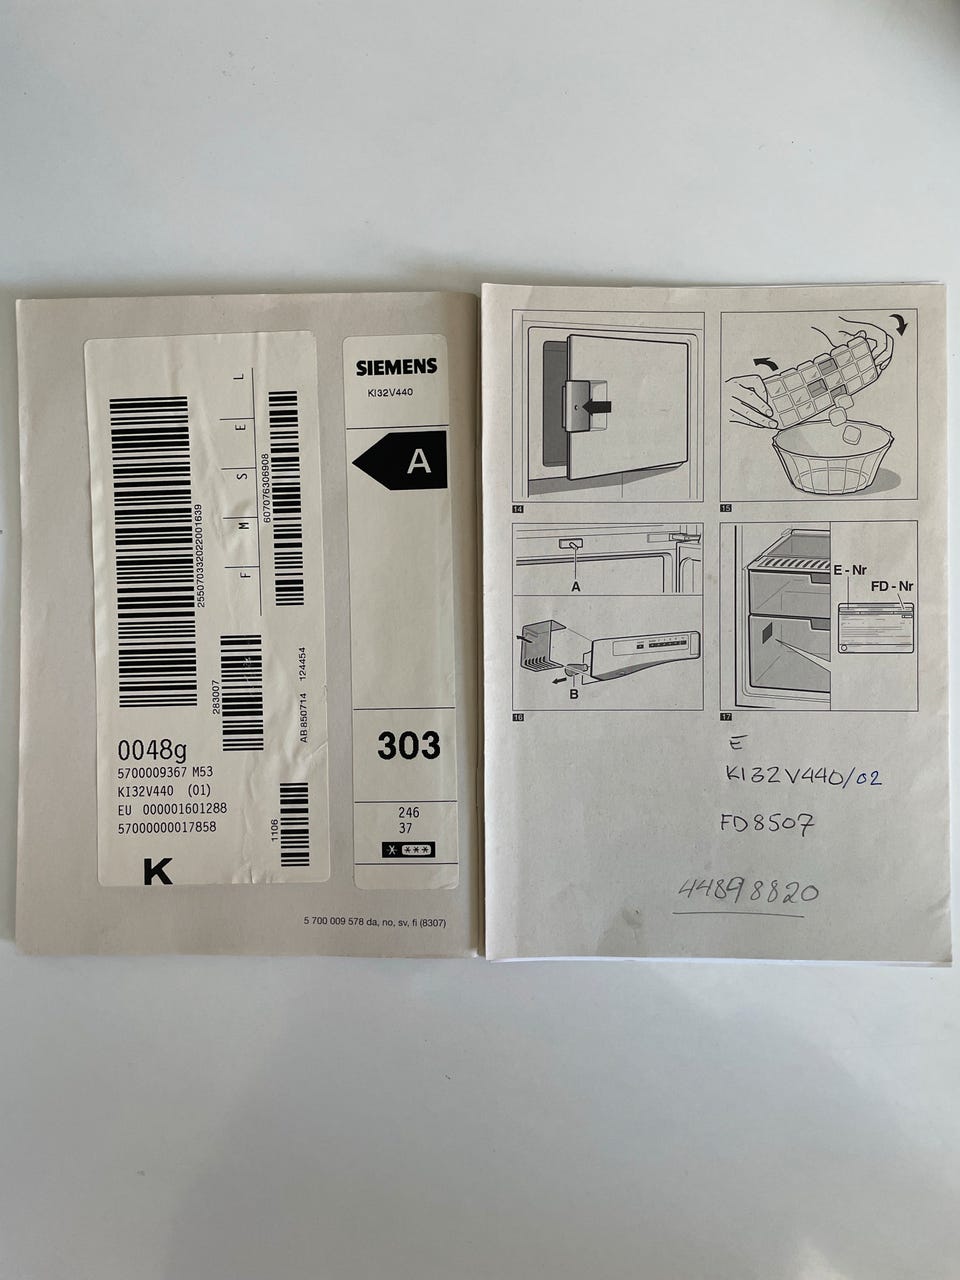 SIEMENS
KI32V440
A
303
246
37
* ***
2550703320220016​39
F M S E L
607076306908
283007
AB 850714 124454
1106
0048g
5700009367 M53
KI32V440 (01)
EU 000001601288
57000000017858
K
5 700 009 578 da, no, sv, fi (8307)
14
15
A
B
16
E - Nr
FD - Nr
17
E
KI32V440/02
FD8507
44898820